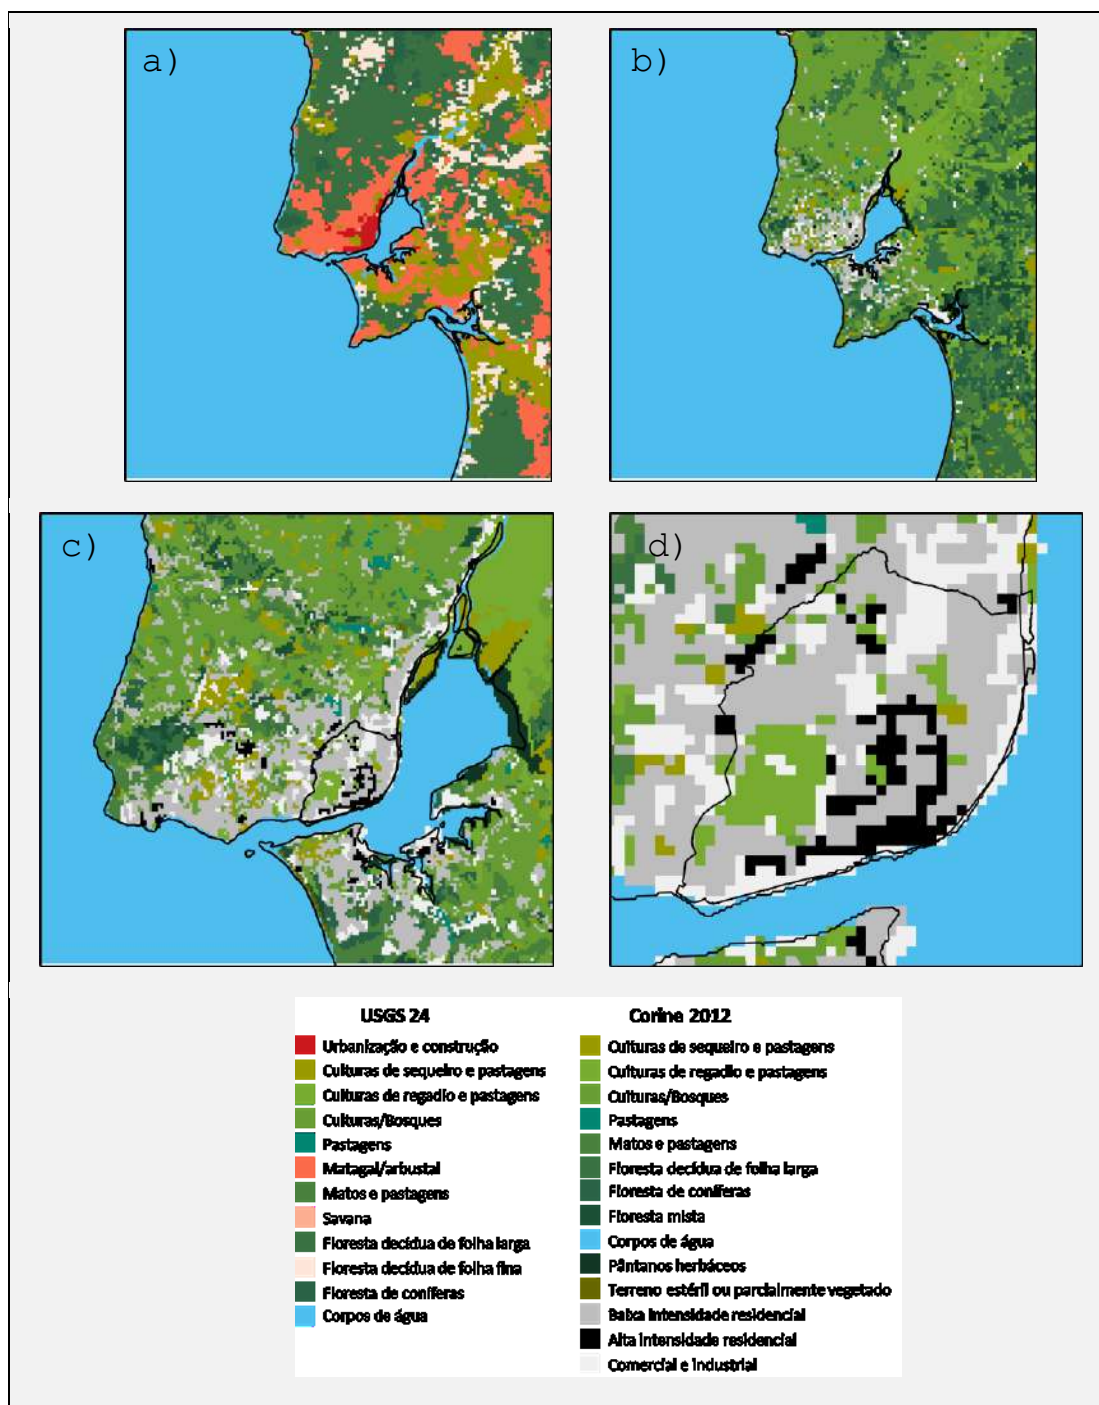 a)
b)
c)
d)
USGS 24
Urbanização e construção
Culturas de sequeiro e pastagens
Culturas de regadio e pastagens
Culturas/Bosques
Pastagens
Matagal/arbustal
Matos e pastagens
Savana
Floresta decídua de folha larga
Floresta decídua de folha fina
Floresta de coníferas
Corpos de água
Corine 2012
Culturas de sequeiro e pastagens
Culturas de regadio e pastagens
Culturas/Bosques
Pastagens
Matos e pastagens
Floresta decídua de folha larga
Floresta de coníferas
Floresta mista
Corpos de água
Pântanos herbáceos
Terreno estéril ou parcialmente vegetado
Baixa intensidade residencial
Alta intensidade residencial
Comercial e industrial